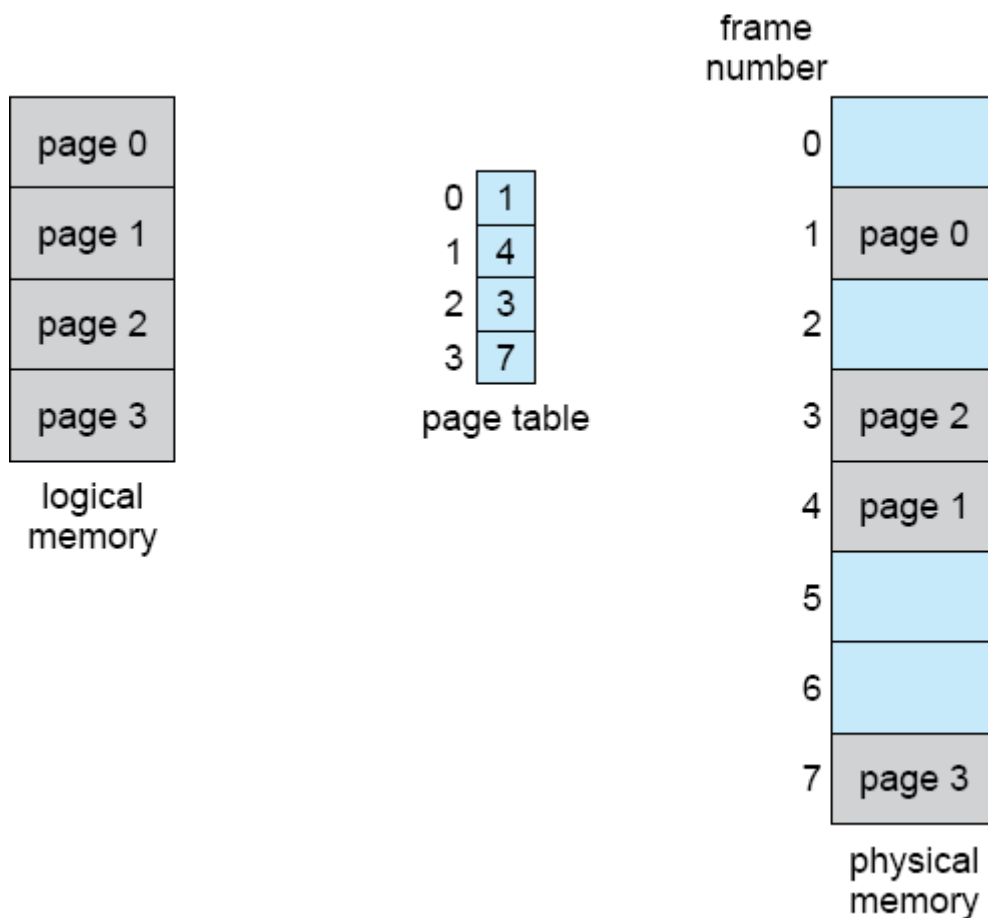 page 0
page 1
page 2
page 3
logical
memory
0 1
1 4
2 3
3 7
page table
frame
number
0
1 page 0
2
3 page 2
4 page 1
5
6
7 page 3
physical
memory